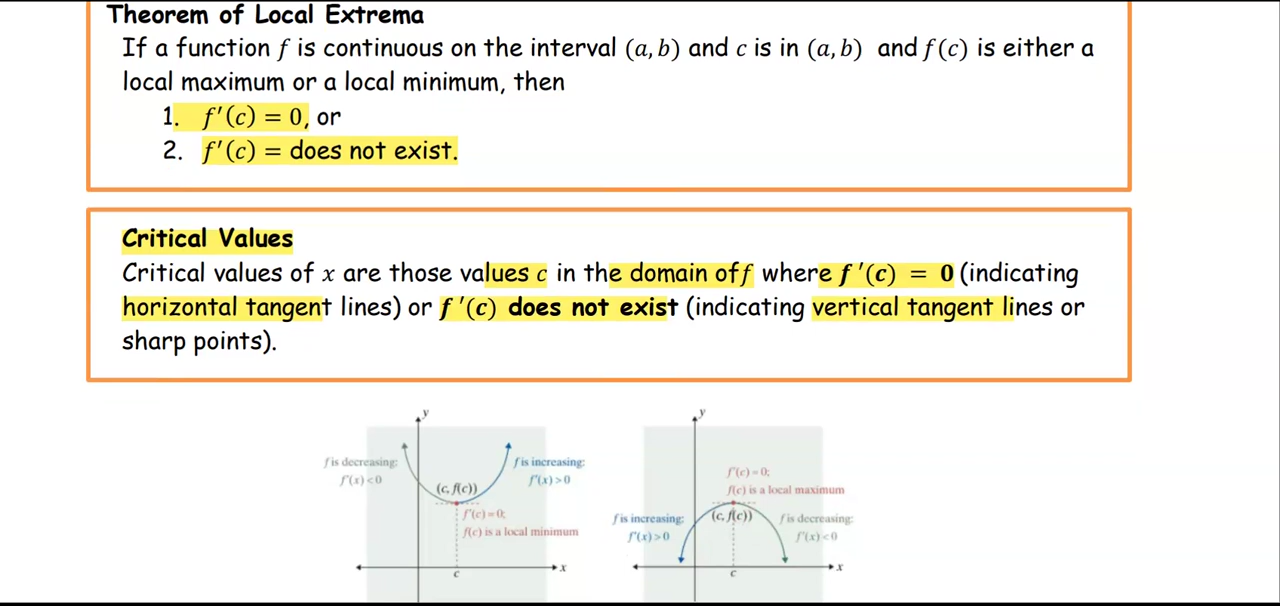 Theorem of Local Extrema
If a function f is continuous on the interval (a, b) and c is in (a, b) and f(c) is either a
local maximum or a local minimum, then
1. f′(c) = 0, or
2. f′(c) = does not exist.
Critical Values
Critical values of x are those values c in the domain of f where f ′(c) = 0 (indicating
horizontal tangent lines) or f ′(c) does not exist (indicating vertical tangent lines or
sharp points).
y
f is decreasing:
f′(x) < 0
f is increasing:
f′(x) > 0
(c, f(c))
f′(c) = 0;
f(c) is a local minimum
c
x
y
f′(c) = 0;
f(c) is a local maximum
f is increasing:
f′(x) > 0
(c, f(c))
f is decreasing:
f′(x) < 0
c
x